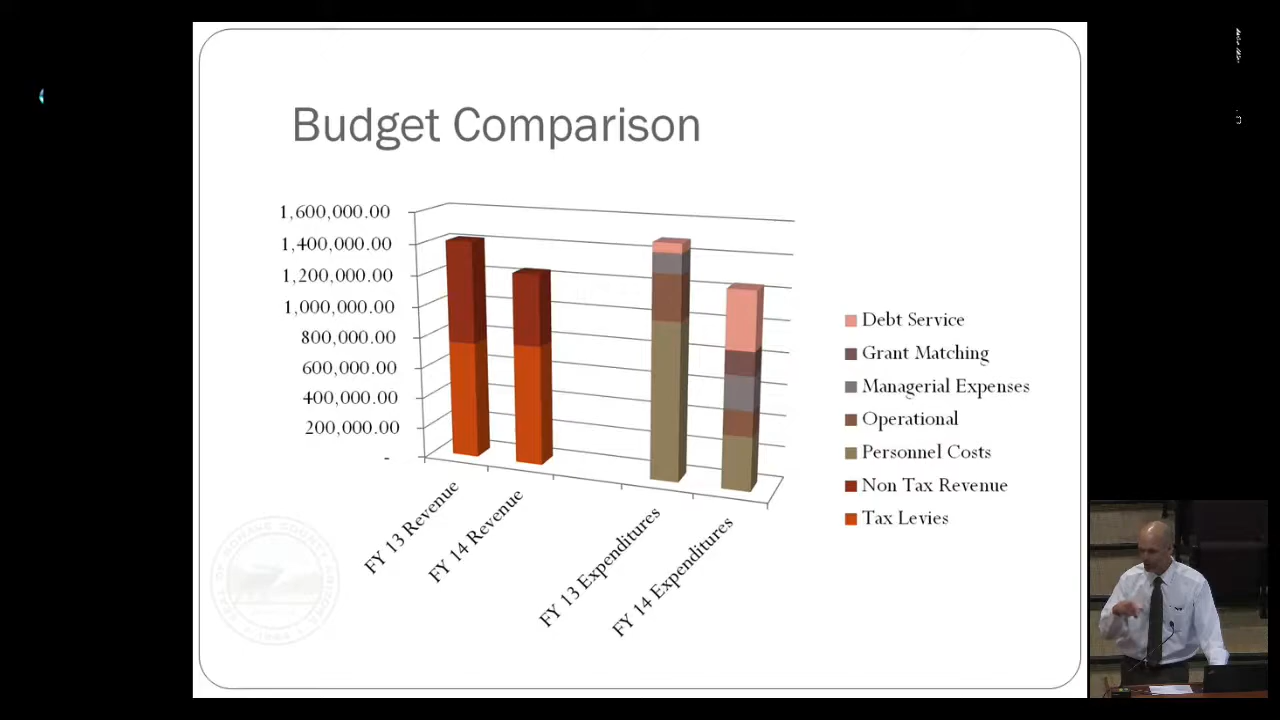 Budget Comparison
1,600,000.00
1,400,000.00
1,200,000.00
1,000,000.00
800,000.00
600,000.00
400,000.00
200,000.00
-
FY 13 Revenue
FY 14 Revenue
FY 13 Expenditures
FY 14 Expenditures
Debt Service
Grant Matching
Managerial Expenses
Operational
Personnel Costs
Non Tax Revenue
Tax Levies